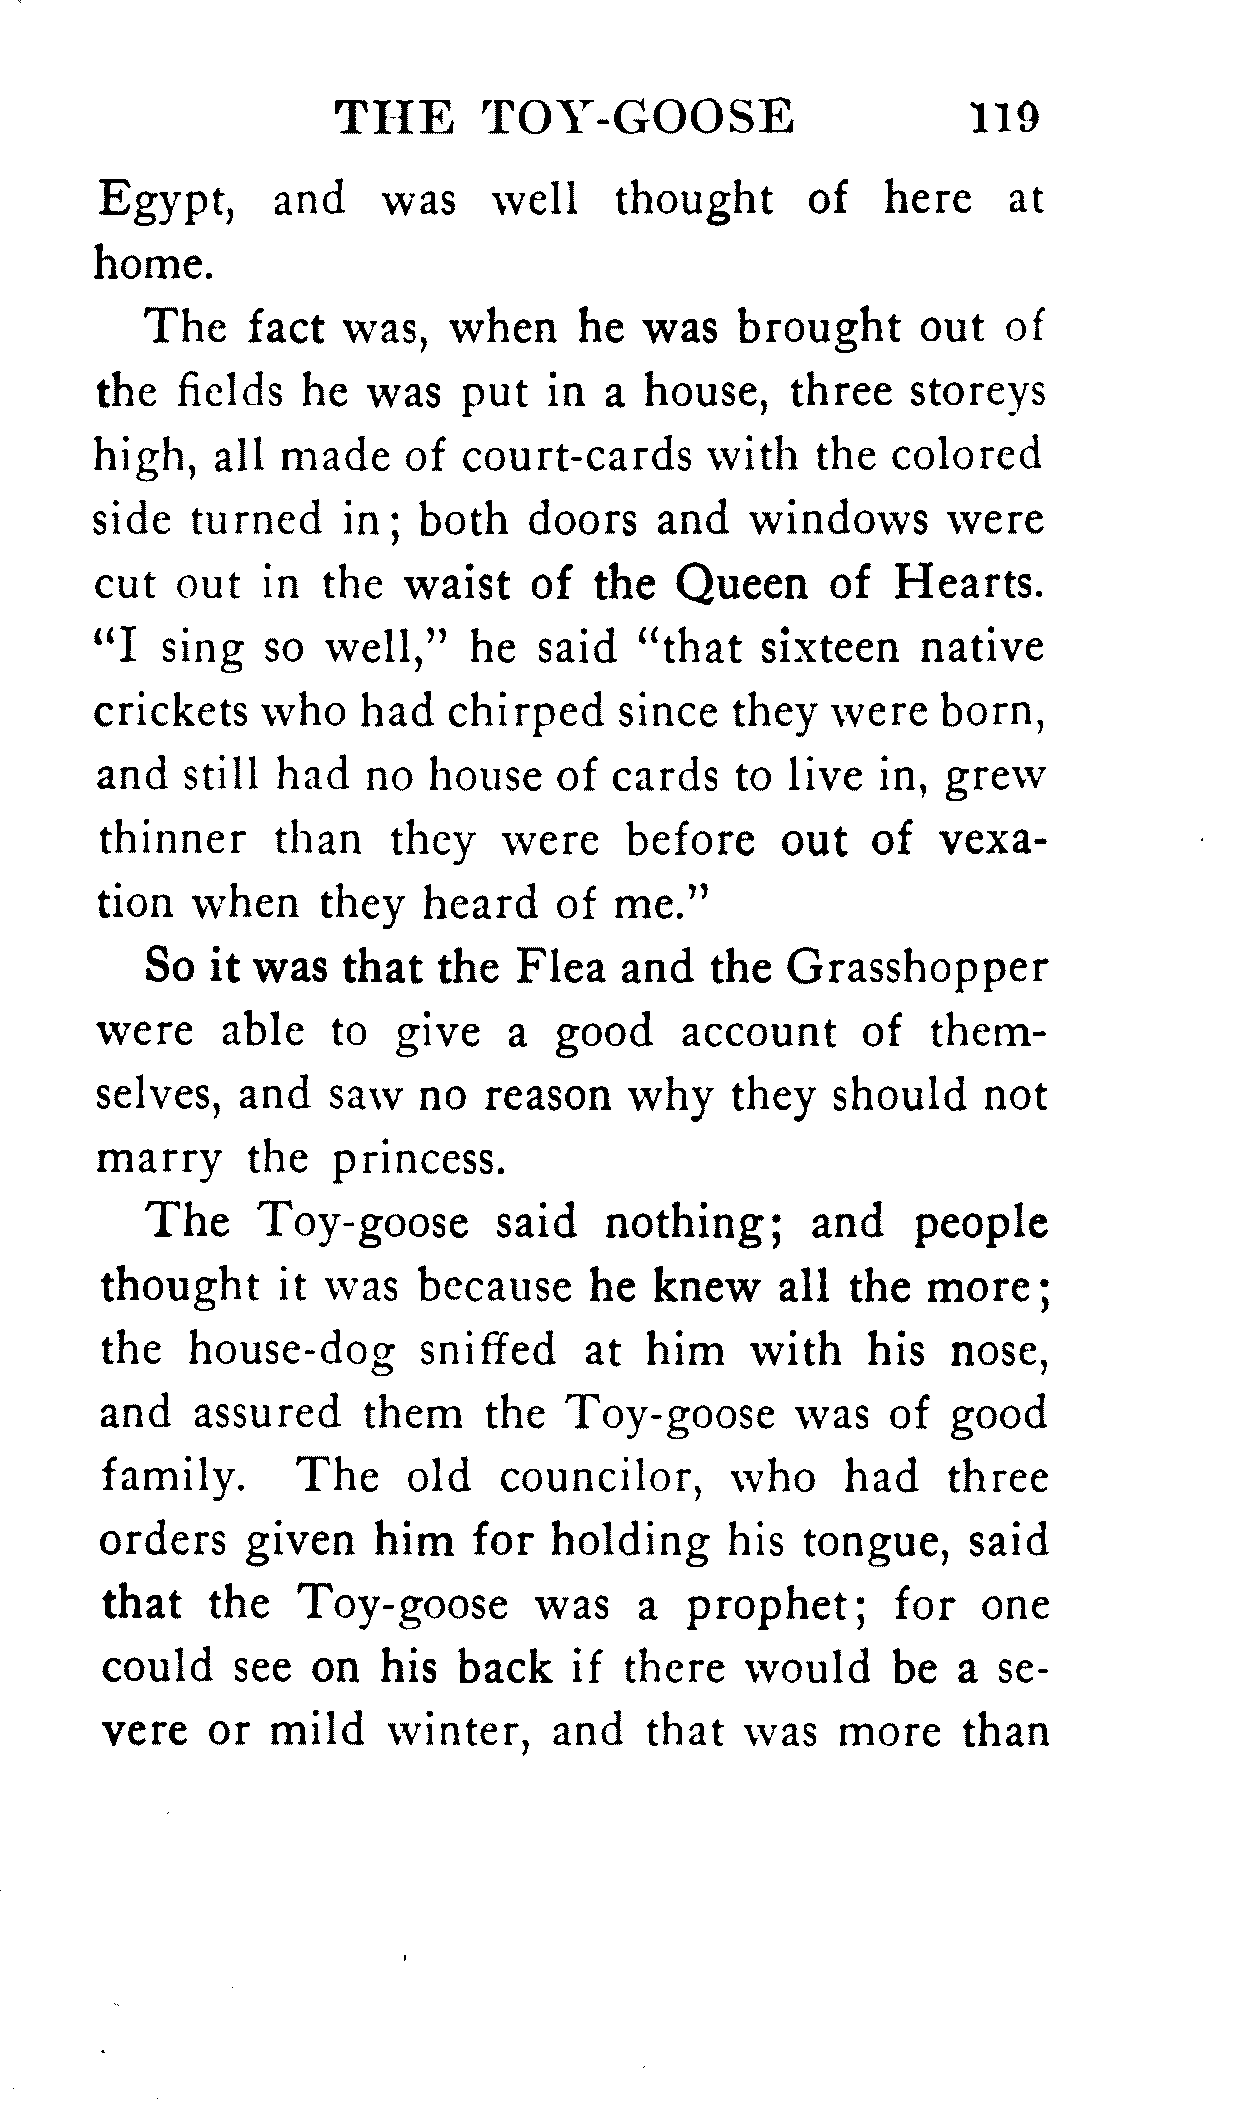 THE TOY-GOOSE 119
Egypt, and was well thought of here at
home.
The fact was, when he was brought out of
the fields he was put in a house, three storeys
high, all made of court-cards with the colored
side turned in; both doors and windows were
cut out in the waist of the Queen of Hearts.
“I sing so well,” he said “that sixteen native
crickets who had chirped since they were born,
and still had no house of cards to live in, grew
thinner than they were before out of vexa-
tion when they heard of me.”
So it was that the Flea and the Grasshopper
were able to give a good account of them-
selves, and saw no reason why they should not
marry the princess.
The Toy-goose said nothing; and people
thought it was because he knew all the more;
the house-dog sniffed at him with his nose,
and assured them the Toy-goose was of good
family. The old councilor, who had three
orders given him for holding his tongue, said
that the Toy-goose was a prophet; for one
could see on his back if there would be a se-
vere or mild winter, and that was more than